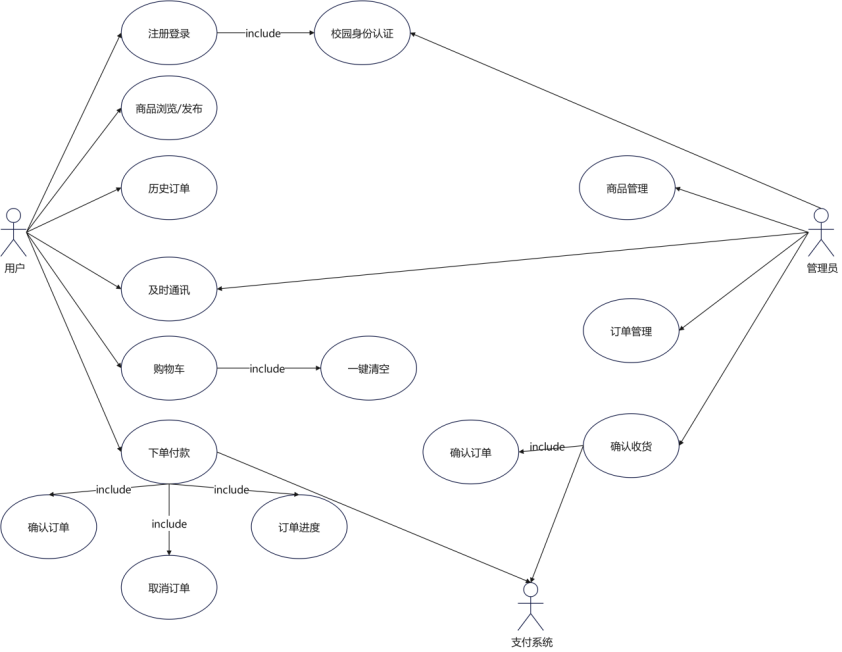 注册登录
include
校园身份认证
商品浏览/发布
历史订单
商品管理
用户
管理员
及时通讯
订单管理
购物车
include
一键清空
下单付款
确认订单
include
确认收货
include
include
确认订单
include
订单进度
取消订单
支付系统